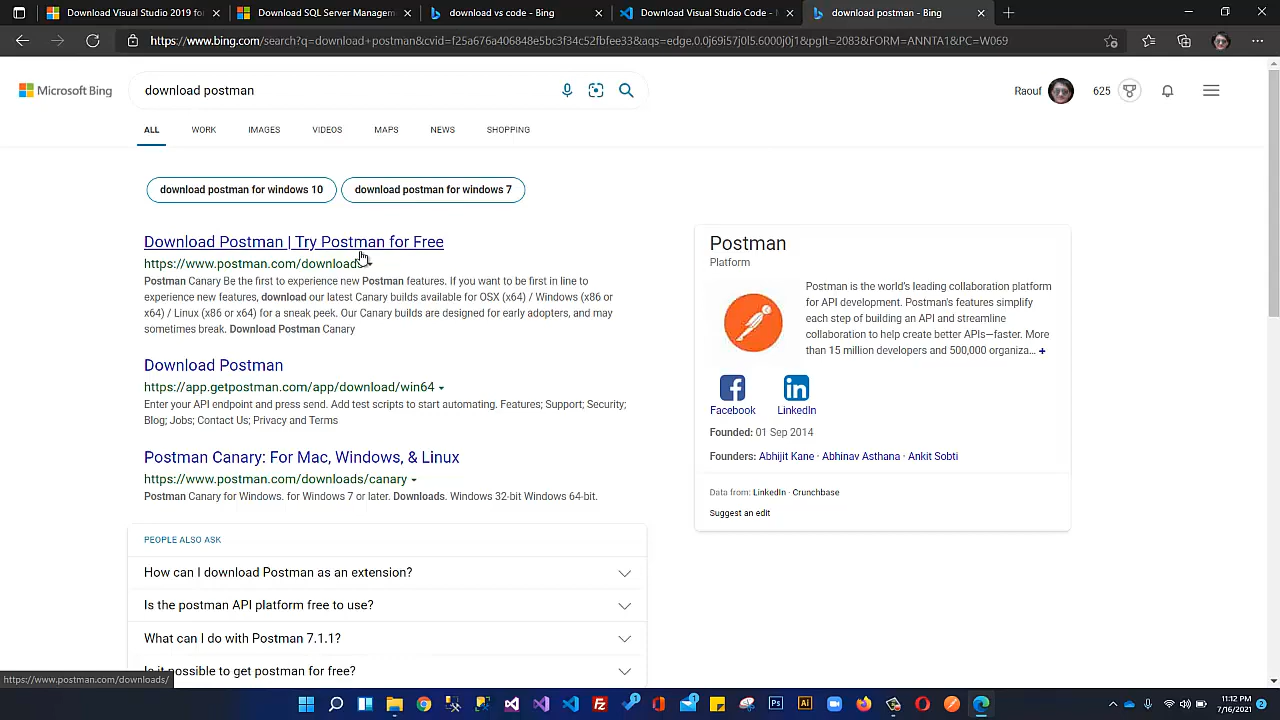 Download Visual Studio 2019 for
Download SQL Server Managem
download vs code - Bing
Download Visual Studio Code -
download postman - Bing
https://www.bing.com/search?q=download+postman&cvid=f25a676a406848e5bc3f34c52fbfee33&aqs=edge.0.0j69i57j0l5.6000j0j1&pglt=2083&FORM=ANNTA1&PC=W069
Microsoft Bing
download postman
Raouf
625
ALL
WORK
IMAGES
VIDEOS
MAPS
NEWS
SHOPPING
download postman for windows 10
download postman for windows 7
Download Postman | Try Postman for Free
https://www.postman.com/downloads
Postman Canary Be the first to experience new Postman features. If you want to be first in line to
experience new features, download our latest Canary builds available for OSX (x64) / Windows (x86 or
x64) / Linux (x86 or x64) for a sneak peek. Our Canary builds are designed for early adopters, and may
sometimes break. Download Postman Canary
Download Postman
https://app.getpostman.com/app/download/win64
Enter your API endpoint and press send. Add test scripts to start automating. Features; Support; Security;
Blog; Jobs; Contact Us; Privacy and Terms
Postman Canary: For Mac, Windows, & Linux
https://www.postman.com/downloads/canary
Postman Canary for Windows. for Windows 7 or later. Downloads. Windows 32-bit Windows 64-bit.
PEOPLE ALSO ASK
How can I download Postman as an extension?
Is the postman API platform free to use?
What can I do with Postman 7.1.1?
Is it possible to get postman for free?
Postman
Platform
Postman is the world's leading collaboration platform
for API development. Postman's features simplify
each step of building an API and streamline
collaboration to help create better APIs—faster. More
than 15 million developers and 500,000 organiza... +
Facebook
LinkedIn
Founded: 01 Sep 2014
Founders: Abhijit Kane · Abhinav Asthana · Ankit Sobti
Data from: LinkedIn · Crunchbase
Suggest an edit
https://www.postman.com/downloads/
11:12 PM
7/16/2021